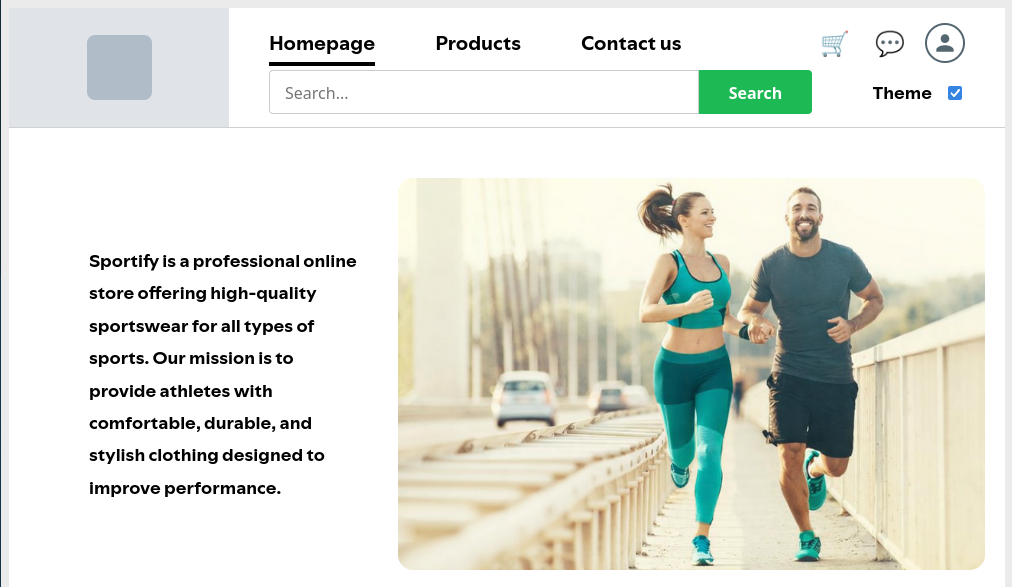 Homepage Products Contact us
Search... Search Theme
Sportify is a professional online
store offering high-quality
sportswear for all types of
sports. Our mission is to
provide athletes with
comfortable, durable, and
stylish clothing designed to
improve performance.